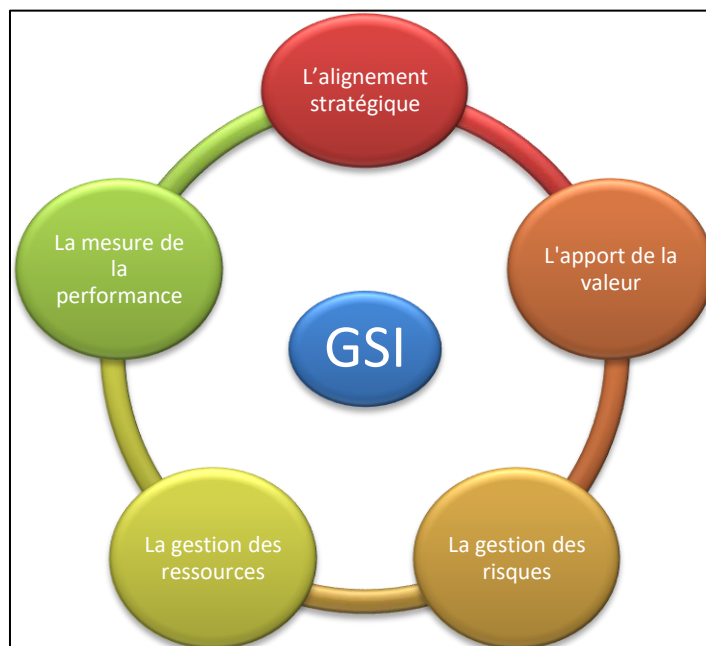 L’alignement
stratégique
L'apport de la
valeur
La gestion des
risques
La gestion des
ressources
La mesure de
la
performance
GSI